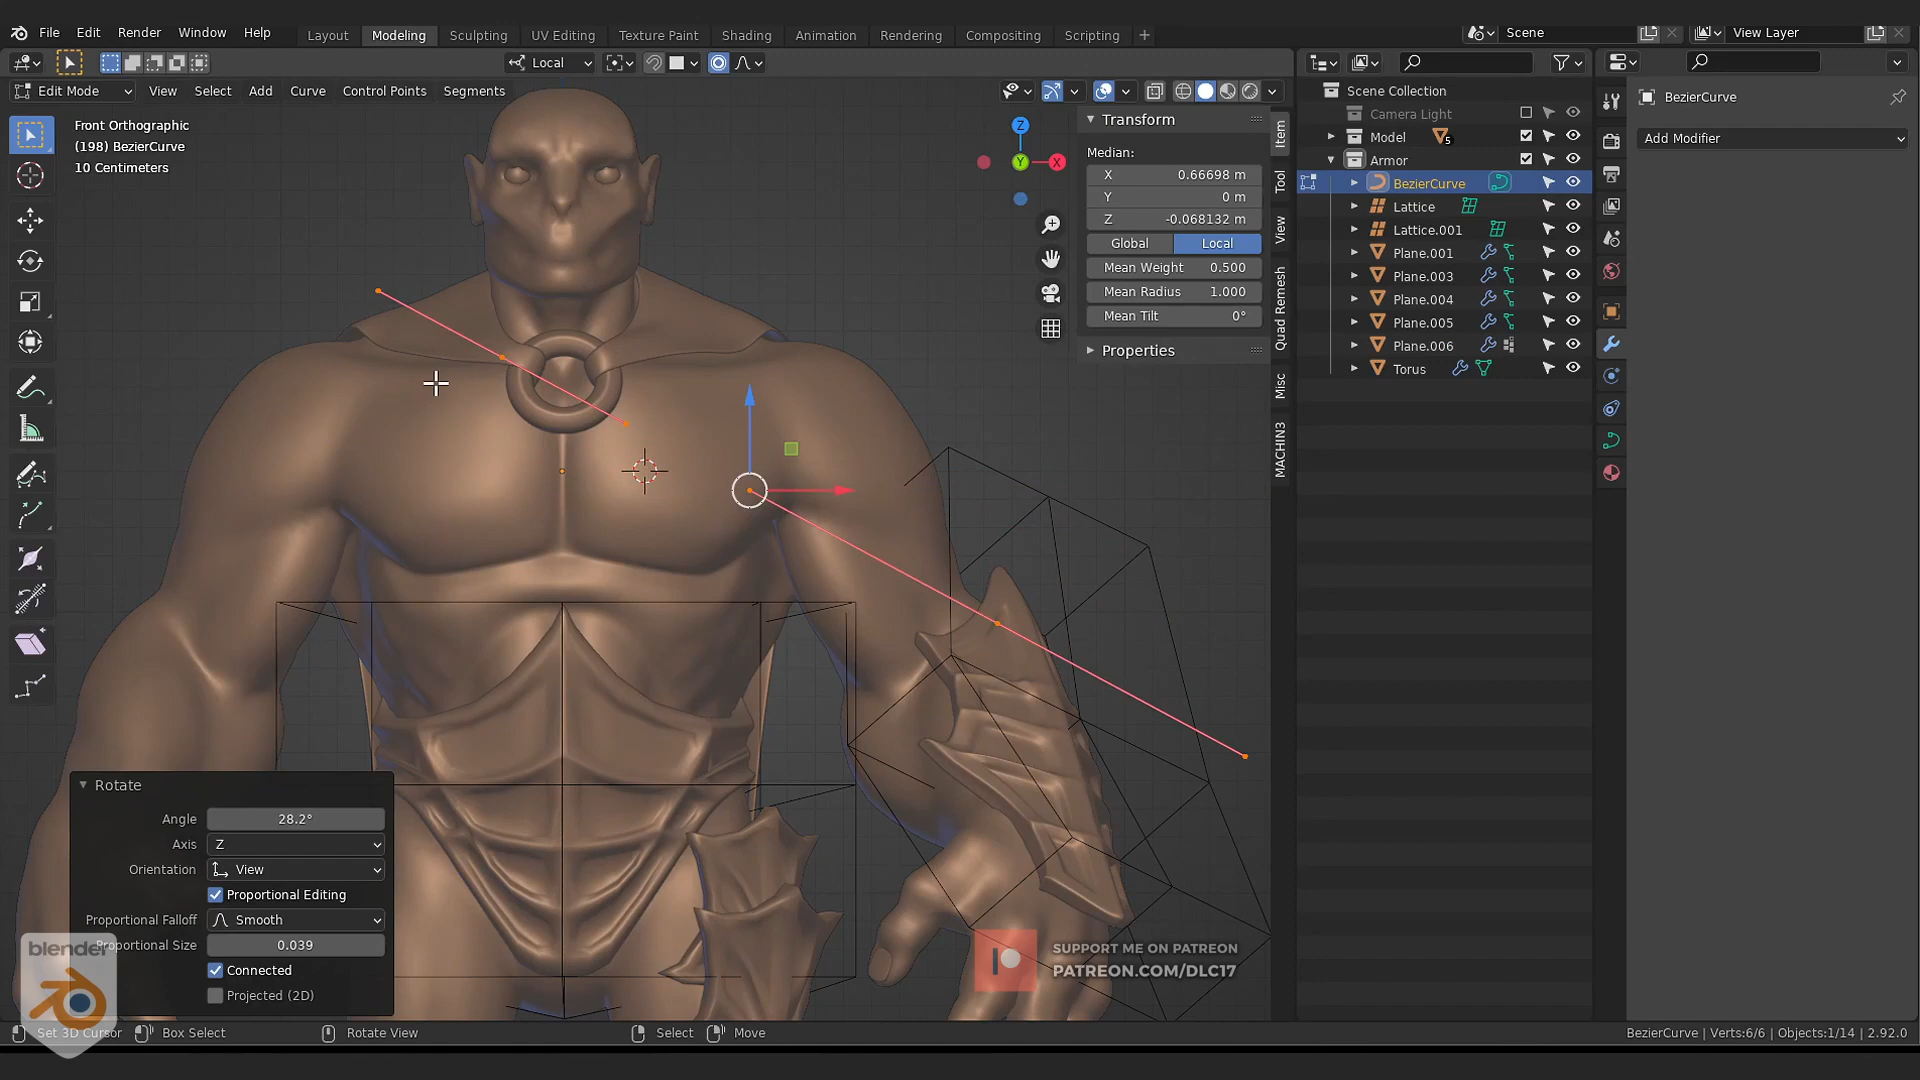 File Edit Render Window Help
Layout Modeling Sculpting UV Editing Texture Paint Shading Animation Rendering Compositing Scripting +
Scene
View Layer
Local
Edit Mode View Select Add Curve Control Points Segments
Front Orthographic
(198) BezierCurve
10 Centimeters
Z
Y
X
Transform
Median:
X 0.66698 m
Y 0 m
Z -0.068132 m
Global Local
Mean Weight 0.500
Mean Radius 1.000
Mean Tilt 0°
Properties
Item
Tool
View
Quad Remesh
Misc
MACHIN3
Scene Collection
Camera Light
Model 5
Armor
BezierCurve
Lattice
Lattice.001
Plane.001
Plane.003
Plane.004
Plane.005
Plane.006
Torus
BezierCurve
Add Modifier
Rotate
Angle 28.2°
Axis Z
Orientation View
Proportional Editing
Proportional Falloff Smooth
Proportional Size 0.039
Connected
Projected (2D)
blender
SUPPORT ME ON PATREON
PATREON.COM/DLC17
Set 3D Cursor Box Select Rotate View Select Move
BezierCurve | Verts:6/6 | Objects:1/14 | 2.92.0